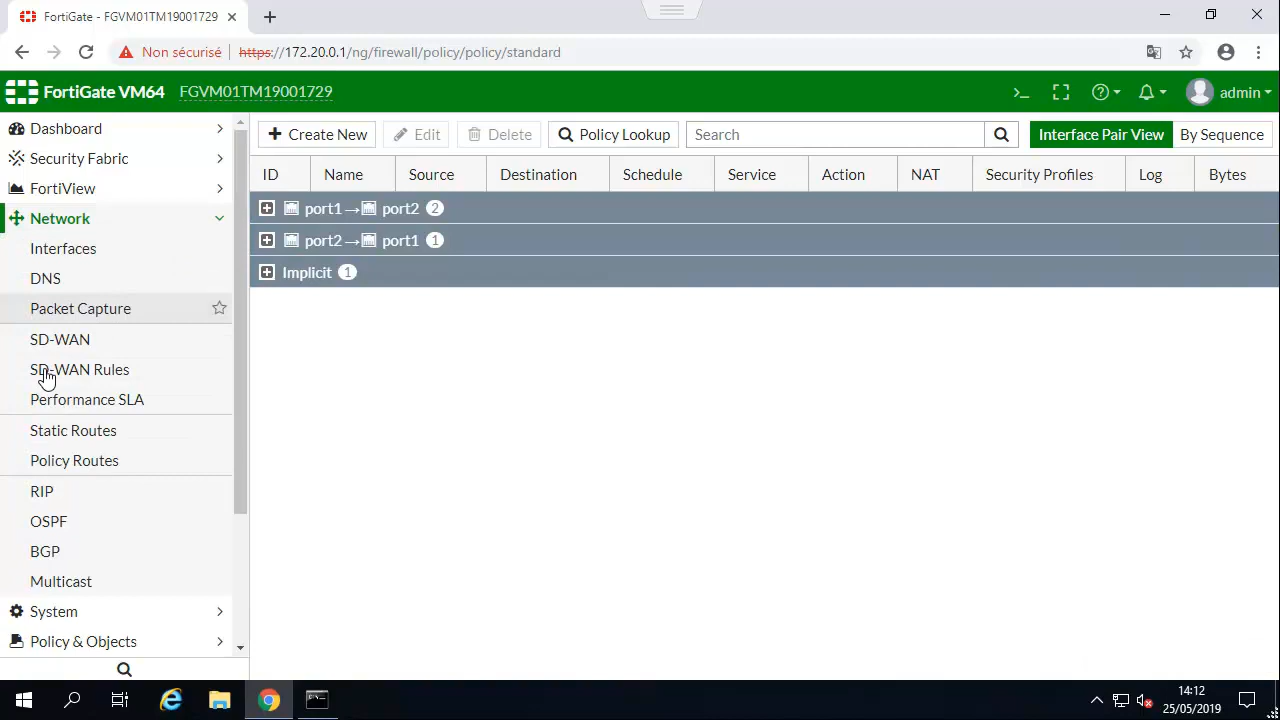 FortiGate - FGVM01TM19001729
Non sécurisé
https://172.20.0.1/ng/firewall/policy/policy/standard
FortiGate VM64 FGVM01TM19001729
>_
admin
Dashboard
Security Fabric
FortiView
Network
Interfaces
DNS
Packet Capture
SD-WAN
SD-WAN Rules
Performance SLA
Static Routes
Policy Routes
RIP
OSPF
BGP
Multicast
System
Policy & Objects
Create New Edit Delete Policy Lookup Search Interface Pair View By Sequence
ID Name Source Destination Schedule Service Action NAT Security Profiles Log Bytes
port1→ port2 2
port2→ port1 1
Implicit 1
14:12
25/05/2019